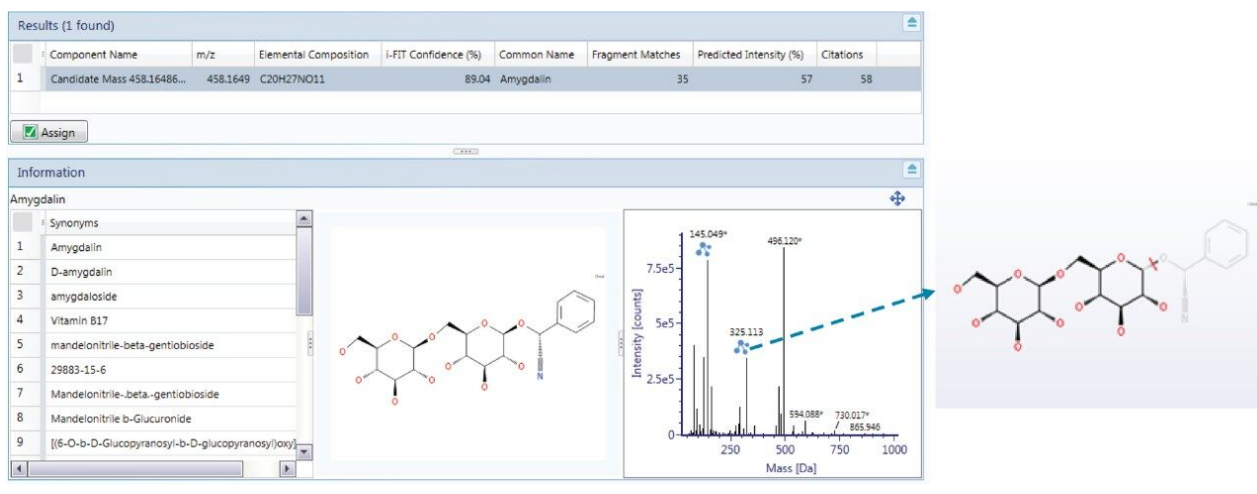 Results (1 found)
Component Name m/z Elemental Composition i-FIT Confidence (%) Common Name Fragment Matches Predicted Intensity (%) Citations
1 Candidate Mass 458.16486... 458.1649 C20H27NO11 89.04 Amygdalin 35 57 58
Assign
Information
Amygdalin
Synonyms
1 Amygdalin
2 D-amygdalin
3 amygdaloside
4 Vitamin B17
5 mandelonitrile-beta-gentiobioside
6 29883-15-6
7 Mandelonitrile-.beta.-gentiobioside
8 Mandelonitrile b-Glucuronide
9 [(6-O-b-D-Glucopyranosyl-b-D-glucopyranosyl)oxy]
O O O O O O O O O O O N
Intensity [counts]
7.5e5
5e5
2.5e5
0
145.049*
496.120*
325.113
594.088*
730.017*
865.946
250 500 750 1000
Mass [Da]
O O O O O O O O O O O N